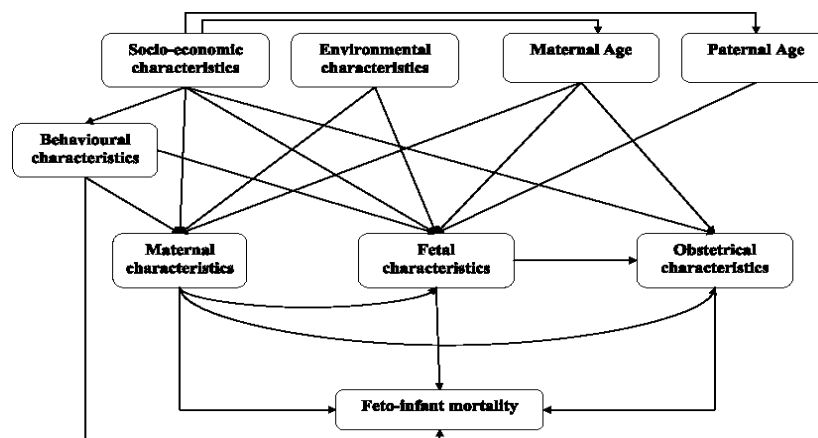 Socio-economic
characteristics
Environmental
characteristics
Maternal Age
Paternal Age
Behavioural
characteristics
Maternal
characteristics
Fetal
characteristics
Obstetrical
characteristics
Feto-infant mortality